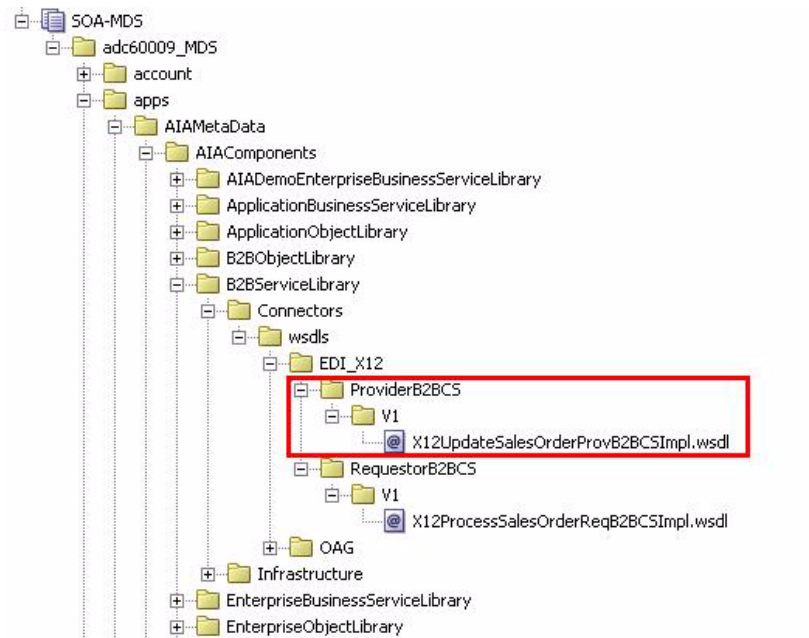 SOA-MDS
adc60009_MDS
account
apps
AIAMetaData
AIAComponents
AIADemoEnterpriseBusinessServiceLibrary
ApplicationBusinessServiceLibrary
ApplicationObjectLibrary
B2BObjectLibrary
B2BServiceLibrary
Connectors
wsdls
EDI_X12
ProviderB2BCS
V1
X12UpdateSalesOrderProvB2BCSImpl.wsdl
RequestorB2BCS
V1
X12ProcessSalesOrderReqB2BCSImpl.wsdl
OAG
Infrastructure
EnterpriseBusinessServiceLibrary
EnterpriseObjectLibrary